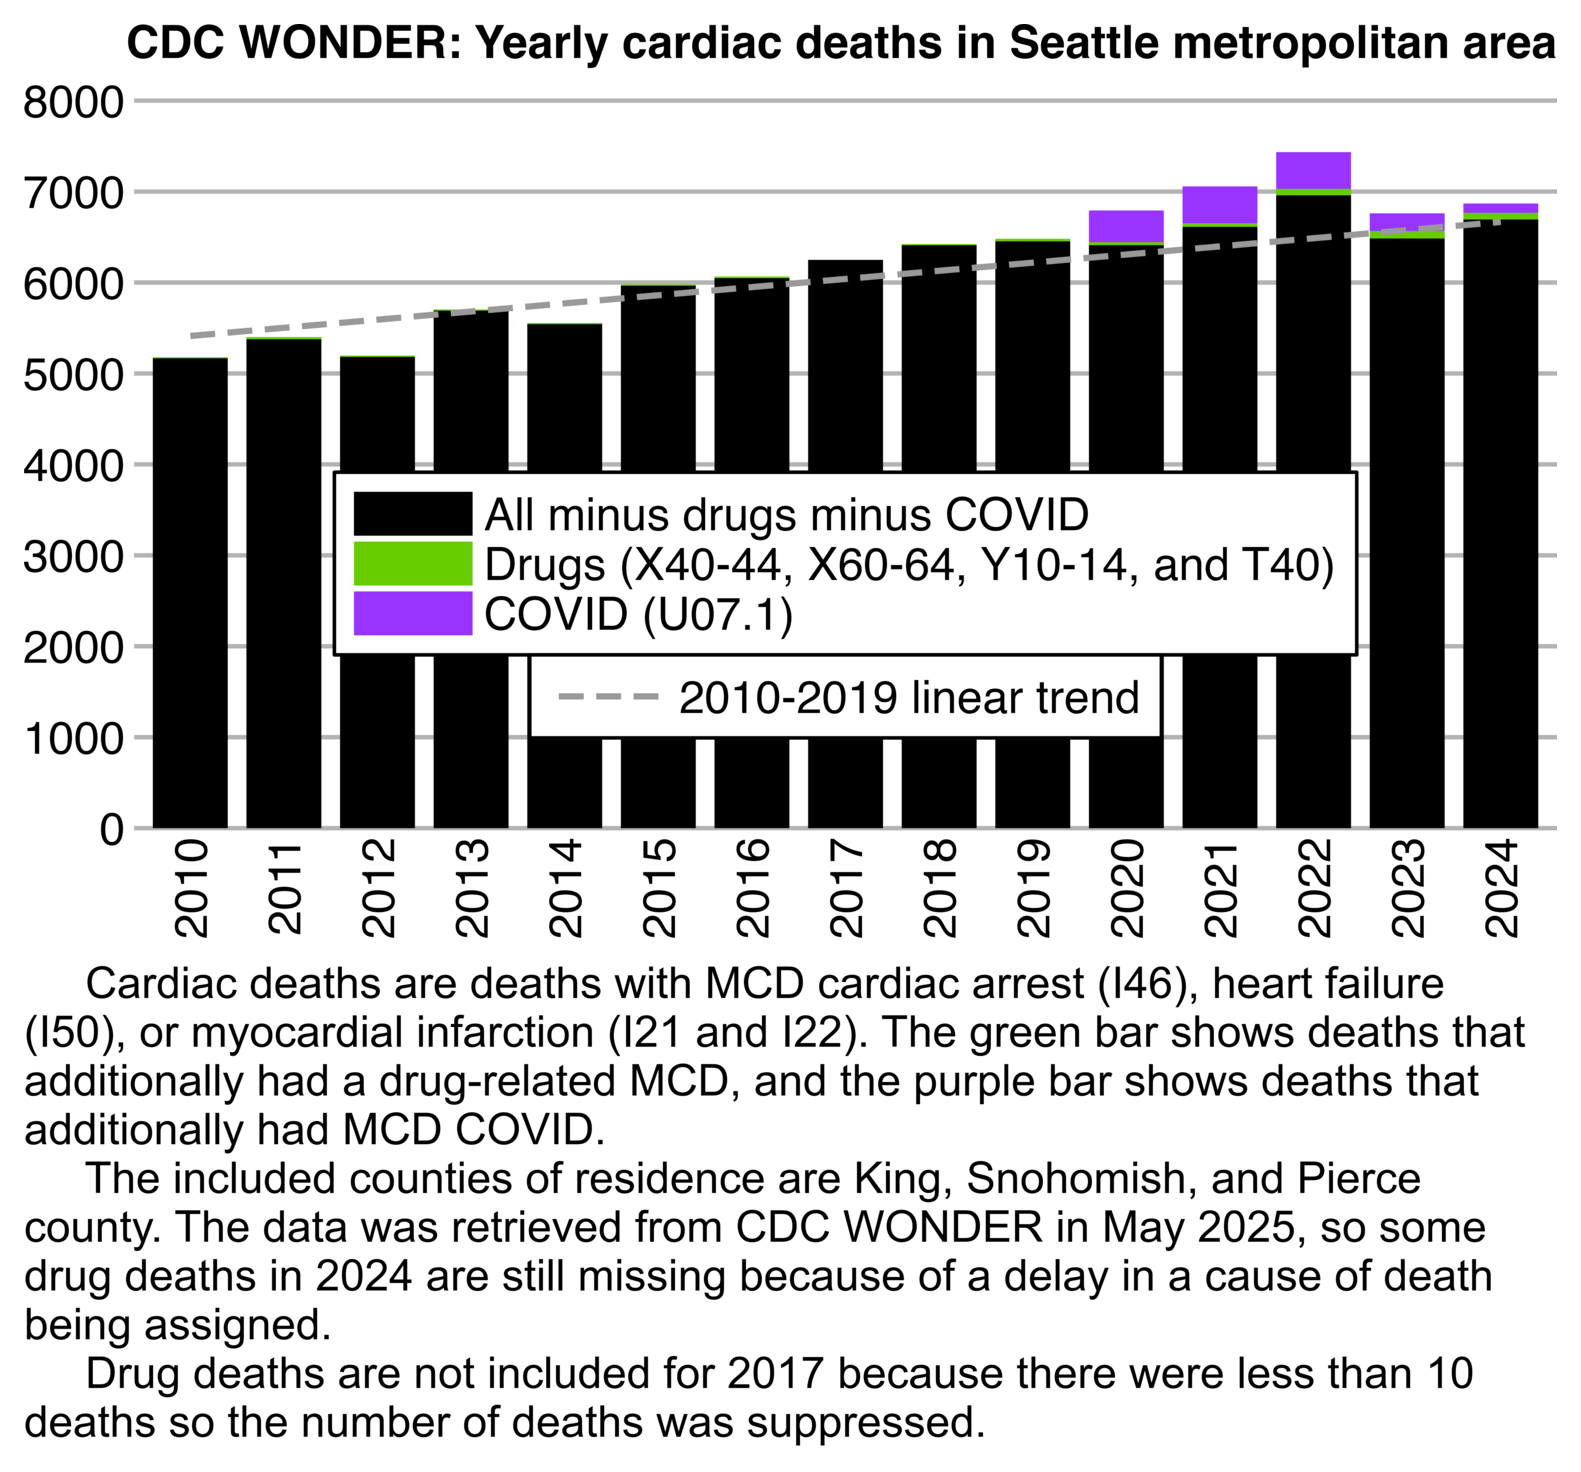 CDC WONDER: Yearly cardiac deaths in Seattle metropolitan area
8000
7000
6000
5000
4000
3000
2000
1000
0
All minus drugs minus COVID
Drugs (X40-44, X60-64, Y10-14, and T40)
COVID (U07.1)
2010-2019 linear trend
2010
2011
2012
2013
2014
2015
2016
2017
2018
2019
2020
2021
2022
2023
2024
Cardiac deaths are deaths with MCD cardiac arrest (I46), heart failure
(I50), or myocardial infarction (I21 and I22). The green bar shows deaths that
additionally had a drug-related MCD, and the purple bar shows deaths that
additionally had MCD COVID.
The included counties of residence are King, Snohomish, and Pierce
county. The data was retrieved from CDC WONDER in May 2025, so some
drug deaths in 2024 are still missing because of a delay in a cause of death
being assigned.
Drug deaths are not included for 2017 because there were less than 10
deaths so the number of deaths was suppressed.